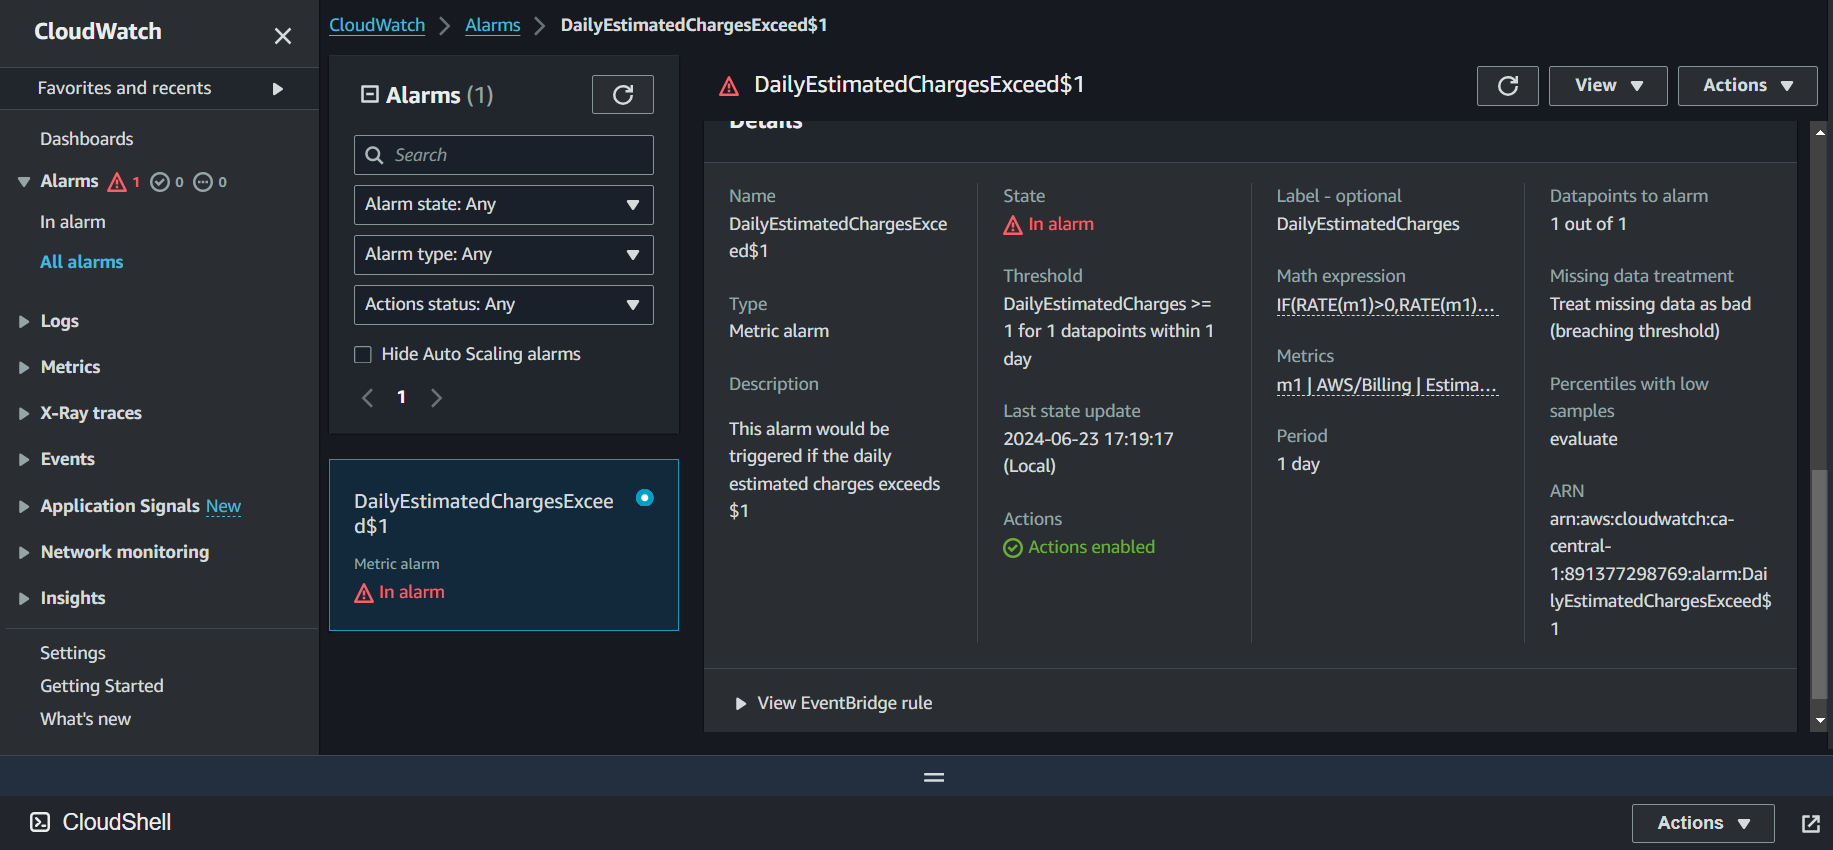 CloudWatch
Favorites and recents
Dashboards
Alarms 1 0 0
In alarm
All alarms
Logs
Metrics
X-Ray traces
Events
Application Signals New
Network monitoring
Insights
Settings
Getting Started
What's new
CloudWatch > Alarms > DailyEstimatedChargesExceed$1
Alarms (1)
Search
Alarm state: Any
Alarm type: Any
Actions status: Any
Hide Auto Scaling alarms
1
DailyEstimatedChargesExcee
d$1
Metric alarm
In alarm
DailyEstimatedChargesExceed$1
View
Actions
Details
Name
DailyEstimatedChargesExce
ed$1
Type
Metric alarm
Description
This alarm would be
triggered if the daily
estimated charges exceeds
$1
State
In alarm
Threshold
DailyEstimatedCharges >=
1 for 1 datapoints within 1
day
Last state update
2024-06-23 17:19:17
(Local)
Actions
Actions enabled
Label - optional
DailyEstimatedCharges
Math expression
IF(RATE(m1)>0,RATE(m1)...
Metrics
m1 | AWS/Billing | Estima...
Period
1 day
Datapoints to alarm
1 out of 1
Missing data treatment
Treat missing data as bad
(breaching threshold)
Percentiles with low
samples
evaluate
ARN
arn:aws:cloudwatch:ca-
central-
1:891377298769:alarm:Dai
lyEstimatedChargesExceed$
1
View EventBridge rule
CloudShell
Actions